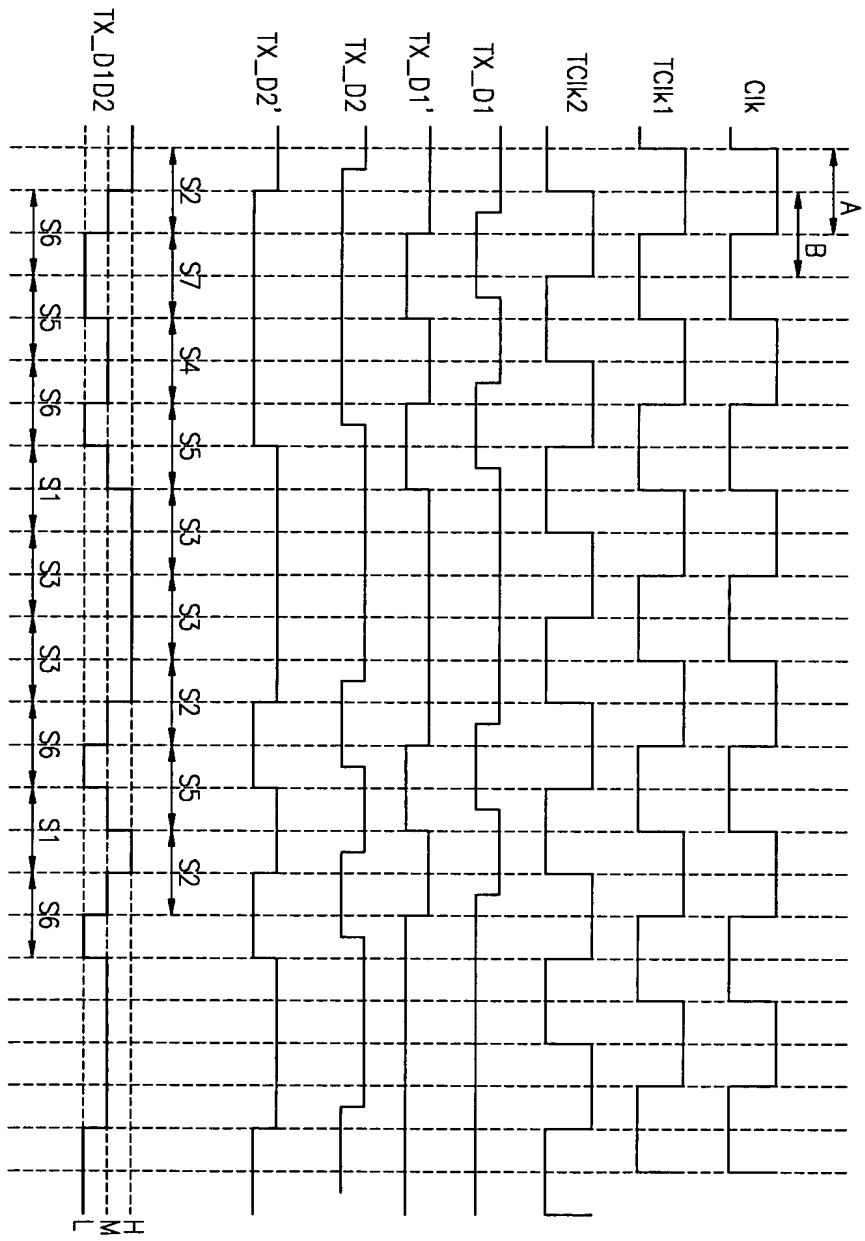 Clk
TClk1
TClk2
TX_D1
TX_D1'
TX_D2
TX_D2'
TX_D1D2
A
B
S2 S7 S4 S5 S3 S3 S2 S5 S2
S6 S5 S6 S1 S3 S3 S6 S1 S6
H
M
L